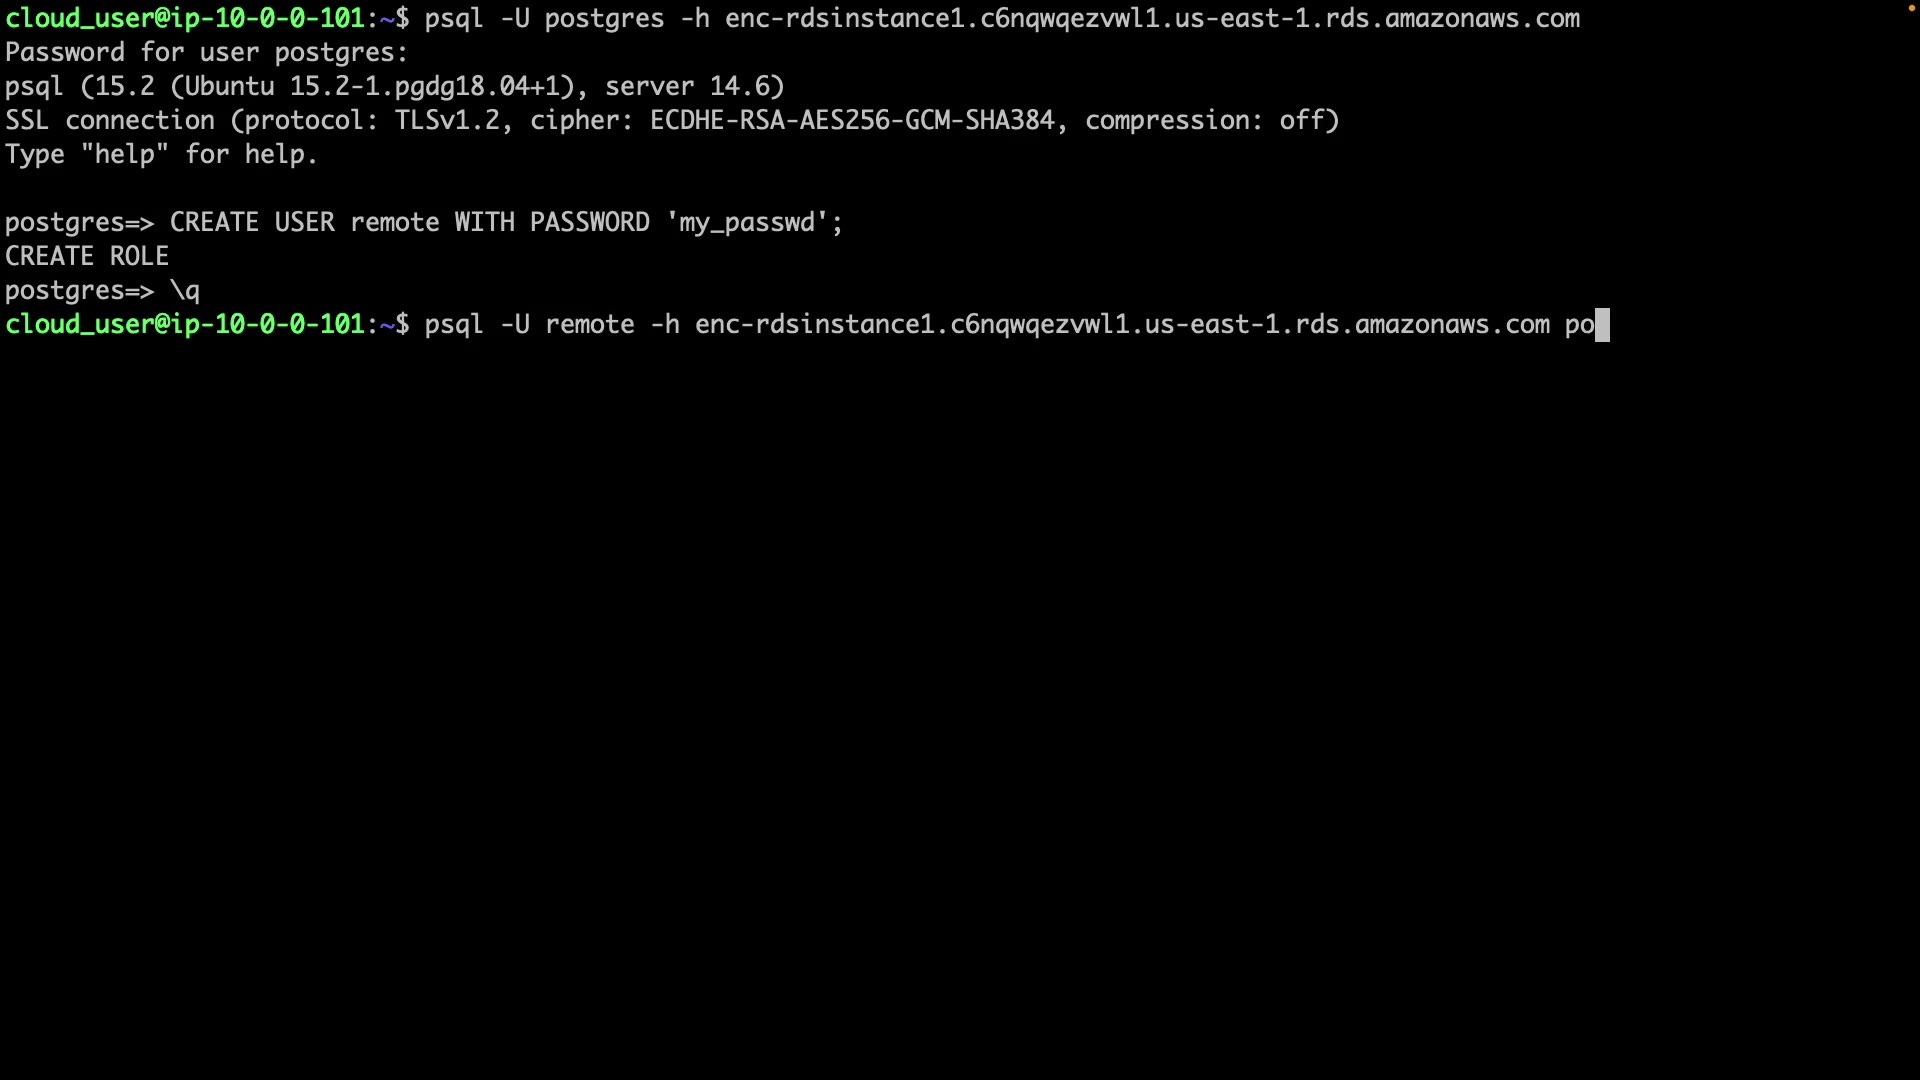 cloud_user@ip-10-0-0-101:~$ psql -U postgres -h enc-rdsinstance1.c6nqwqezvwl1.us-east-1.rds.amazonaws.com
Password for user postgres:
psql (15.2 (Ubuntu 15.2-1.pgdg18.04+1), server 14.6)
SSL connection (protocol: TLSv1.2, cipher: ECDHE-RSA-AES256-GCM-SHA384, compression: off)
Type "help" for help.

postgres=> CREATE USER remote WITH PASSWORD 'my_passwd';
CREATE ROLE
postgres=> \q
cloud_user@ip-10-0-0-101:~$ psql -U remote -h enc-rdsinstance1.c6nqwqezvwl1.us-east-1.rds.amazonaws.com po